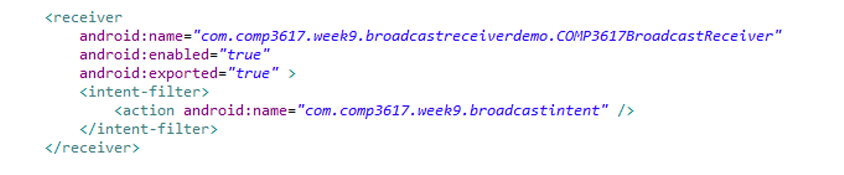 <receiver
    android:name="com.comp3617.week9.broadcastreceiverdemo.COMP3617BroadcastReceiver"
    android:enabled="true"
    android:exported="true" >
    <intent-filter>
        <action android:name="com.comp3617.week9.broadcastintent" />
    </intent-filter>
</receiver>